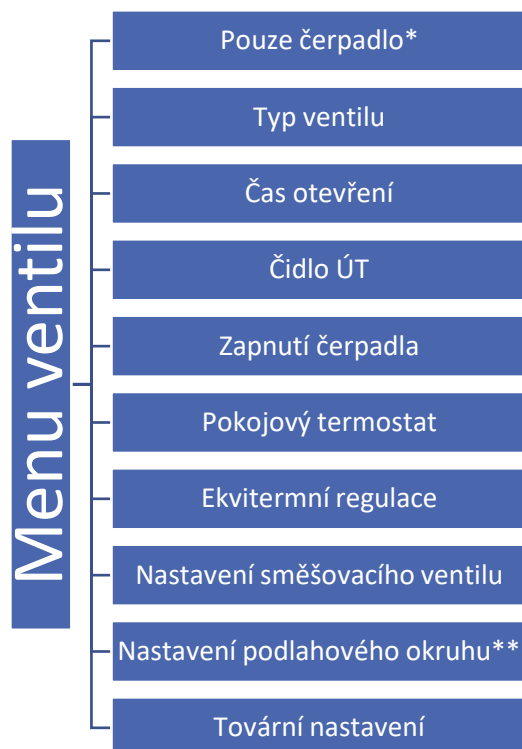 Menu ventilu
Pouze čerpadlo*
Typ ventilu
Čas otevření
Čidlo ÚT
Zapnutí čerpadla
Pokojový termostat
Ekvitermní regulace
Nastavení směšovacího ventilu
Nastavení podlahového okruhu**
Tovární nastavení